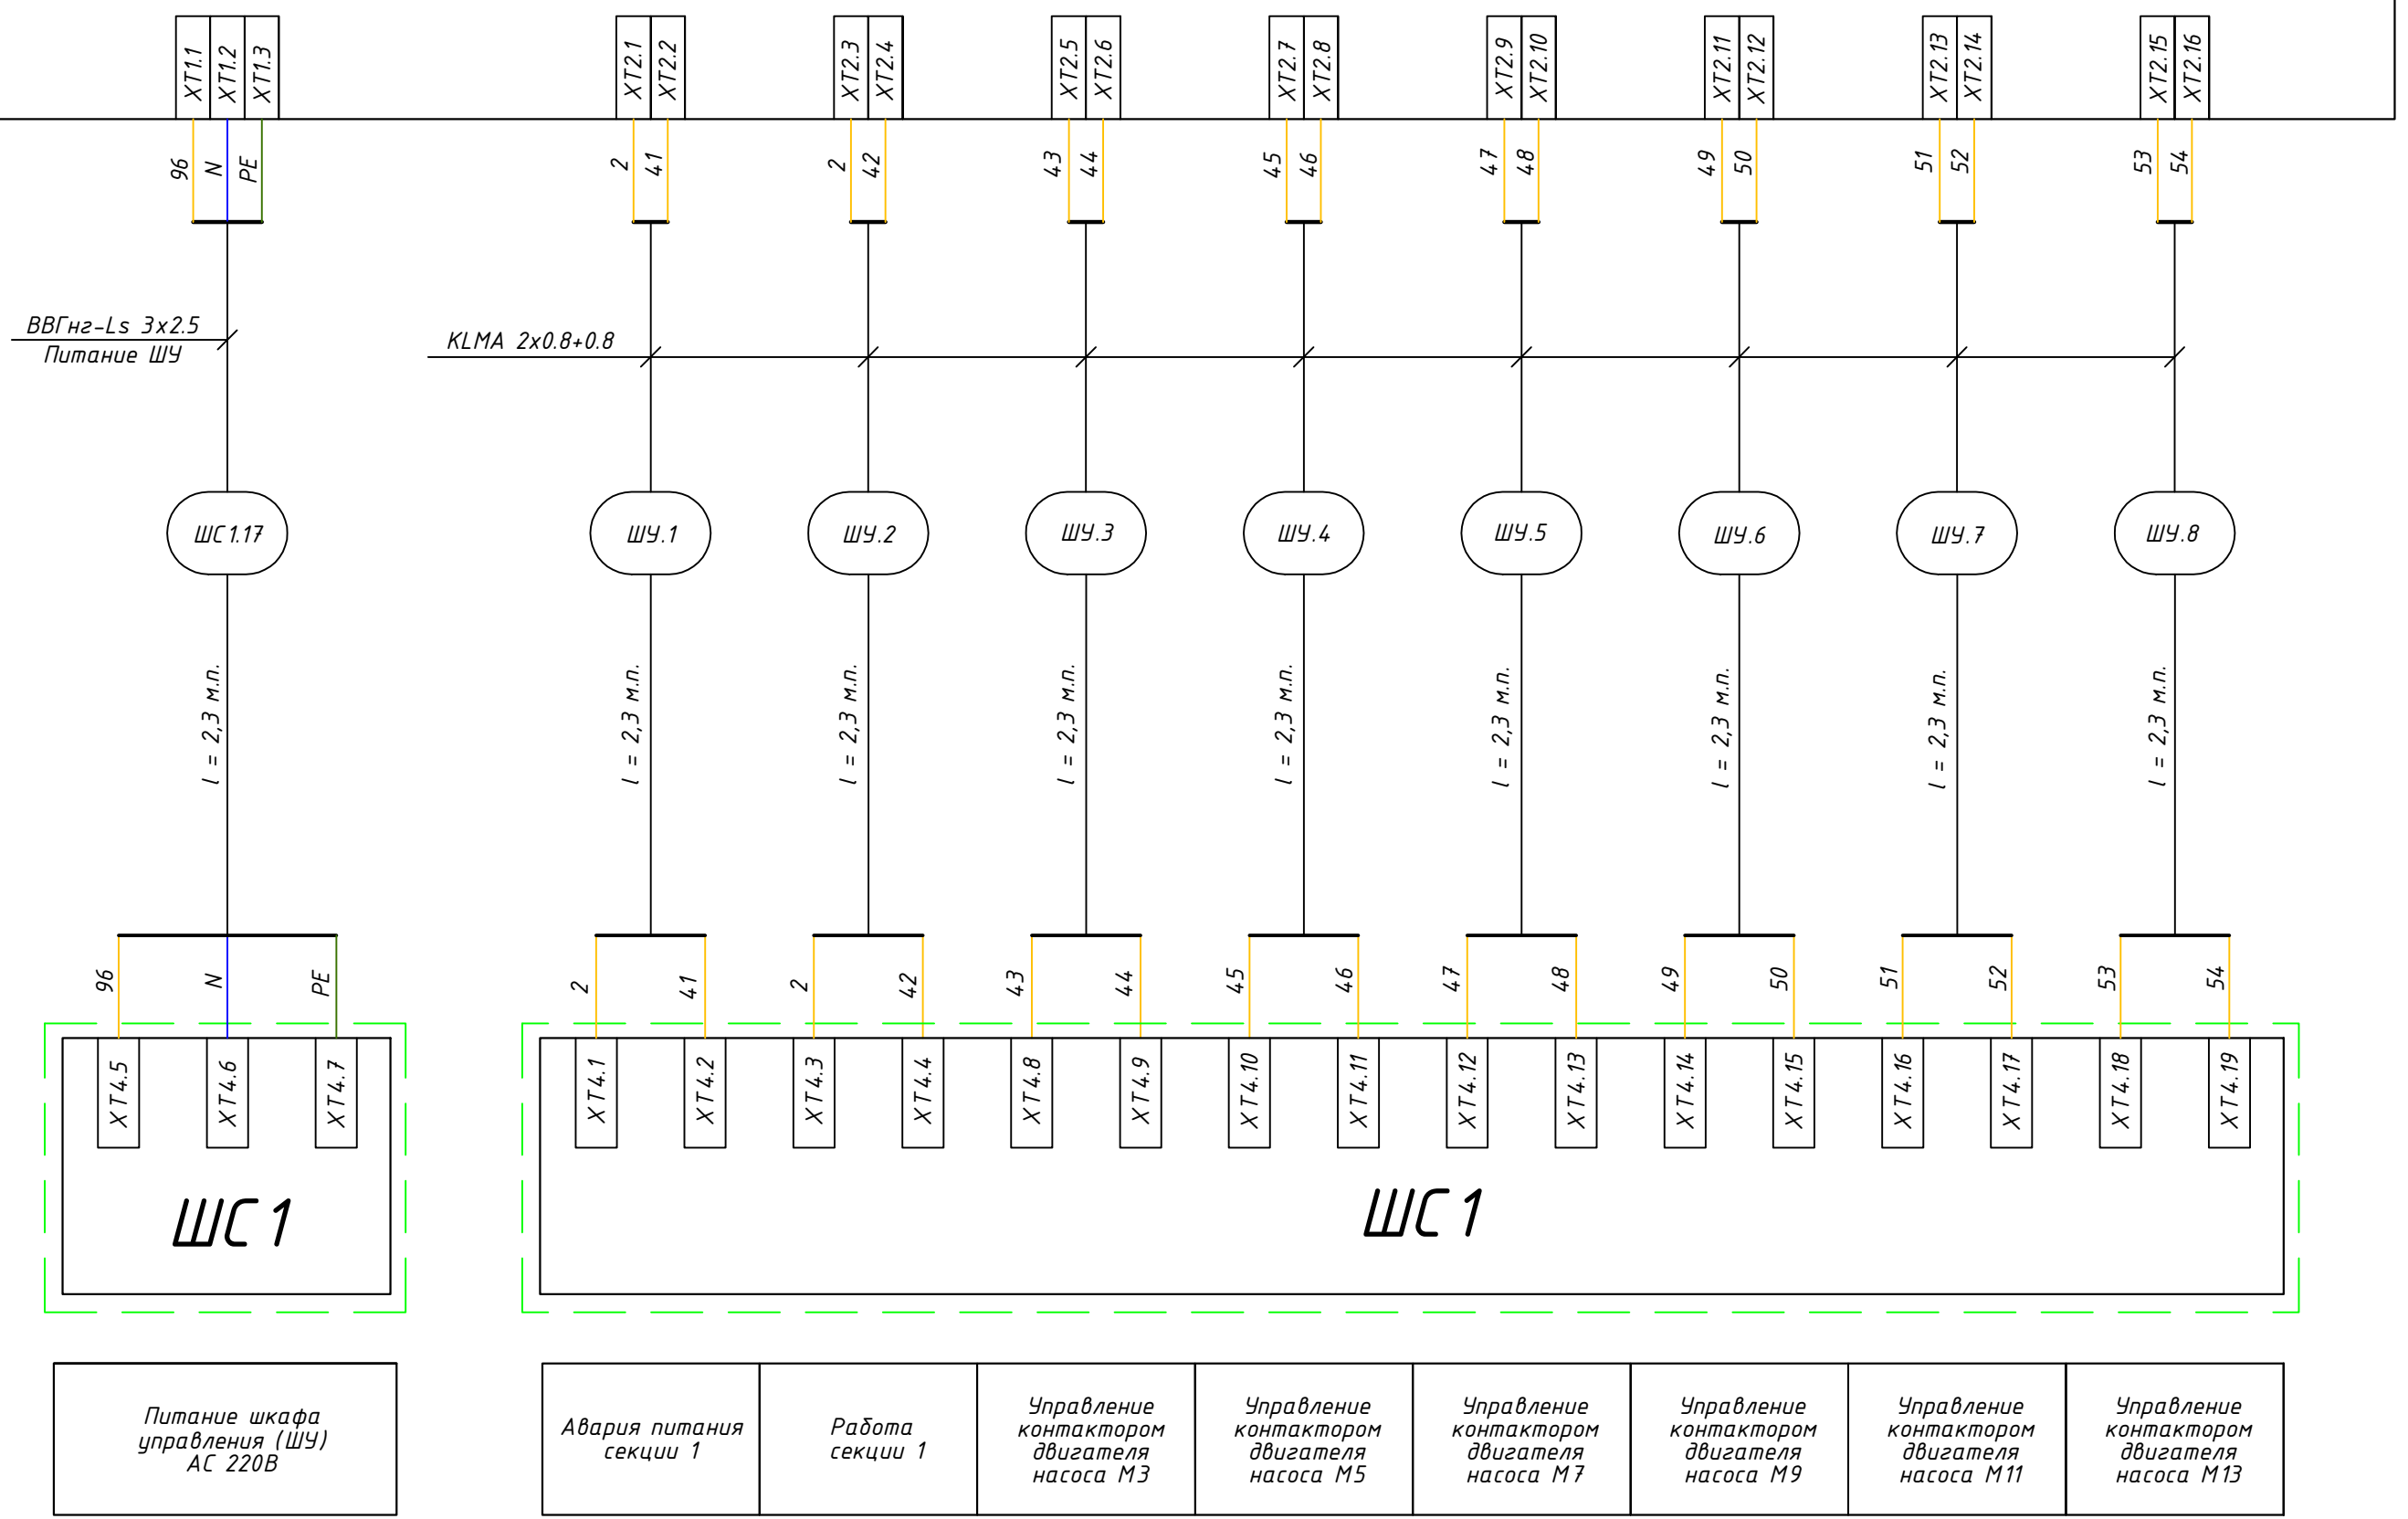 XT1.1 XT1.2 XT1.3 XT2.1 XT2.2 XT2.3 XT2.4 XT2.5 XT2.6 XT2.7 XT2.8 XT2.9 XT2.10 XT2.11 XT2.12 XT2.13 XT2.14 XT2.15 XT2.16
96 N PE 2 41 2 42 43 44 45 46 47 48 49 50 51 52 53 54
ВВГнг-Ls 3x2.5
Питание ШУ
KLMA 2x0.8+0.8
ШС1.17 ШУ.1 ШУ.2 ШУ.3 ШУ.4 ШУ.5 ШУ.6 ШУ.7 ШУ.8
l = 2,3 м.п. l = 2,3 м.п. l = 2,3 м.п. l = 2,3 м.п. l = 2,3 м.п. l = 2,3 м.п. l = 2,3 м.п. l = 2,3 м.п. l = 2,3 м.п.
96 N PE 2 41 2 42 43 44 45 46 47 48 49 50 51 52 53 54
XT4.5 XT4.6 XT4.7 XT4.1 XT4.2 XT4.3 XT4.4 XT4.8 XT4.9 XT4.10 XT4.11 XT4.12 XT4.13 XT4.14 XT4.15 XT4.16 XT4.17 XT4.18 XT4.19
ШС1
ШС1
Питание шкафа
управления (ШУ)
АС 220В
Авария питания
секции 1
Работа
секции 1
Управление
контактором
двигателя
насоса М3
Управление
контактором
двигателя
насоса М5
Управление
контактором
двигателя
насоса М7
Управление
контактором
двигателя
насоса М9
Управление
контактором
двигателя
насоса М11
Управление
контактором
двигателя
насоса М13